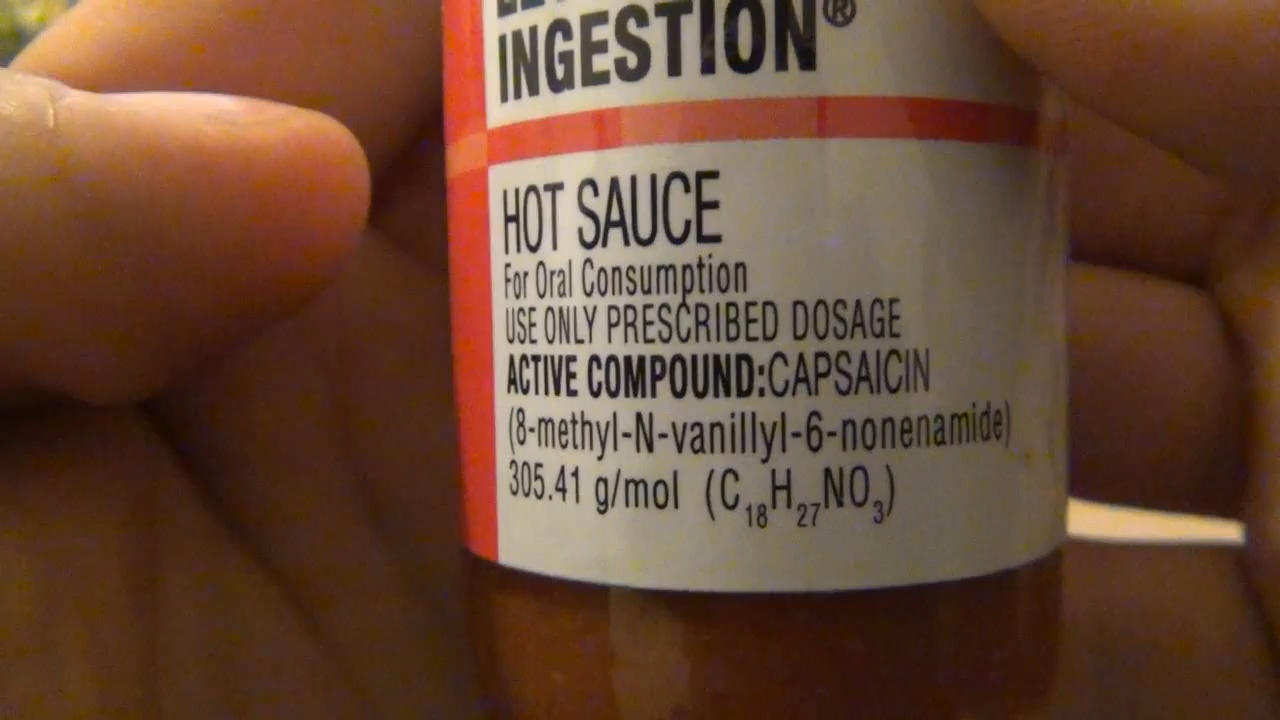 INGESTION®
HOT SAUCE
For Oral Consumption
USE ONLY PRESCRIBED DOSAGE
ACTIVE COMPOUND:CAPSAICIN
(8-methyl-N-vanillyl-6-nonenamide)
305.41 g/mol (C₁₈H₂₇NO₃)